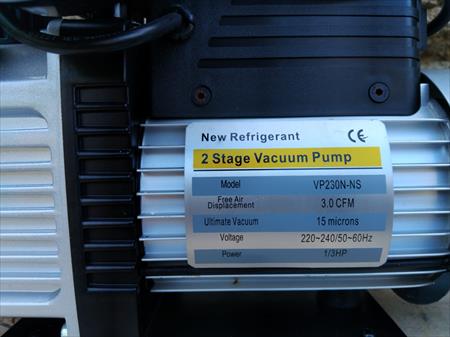 New Refrigerant CE
2 Stage Vacuum Pump
Model VP230N-NS
Free Air Displacement 3.0 CFM
Ultimate Vacuum 15 microns
Voltage 220~240/50~60Hz
Power 1/3HP